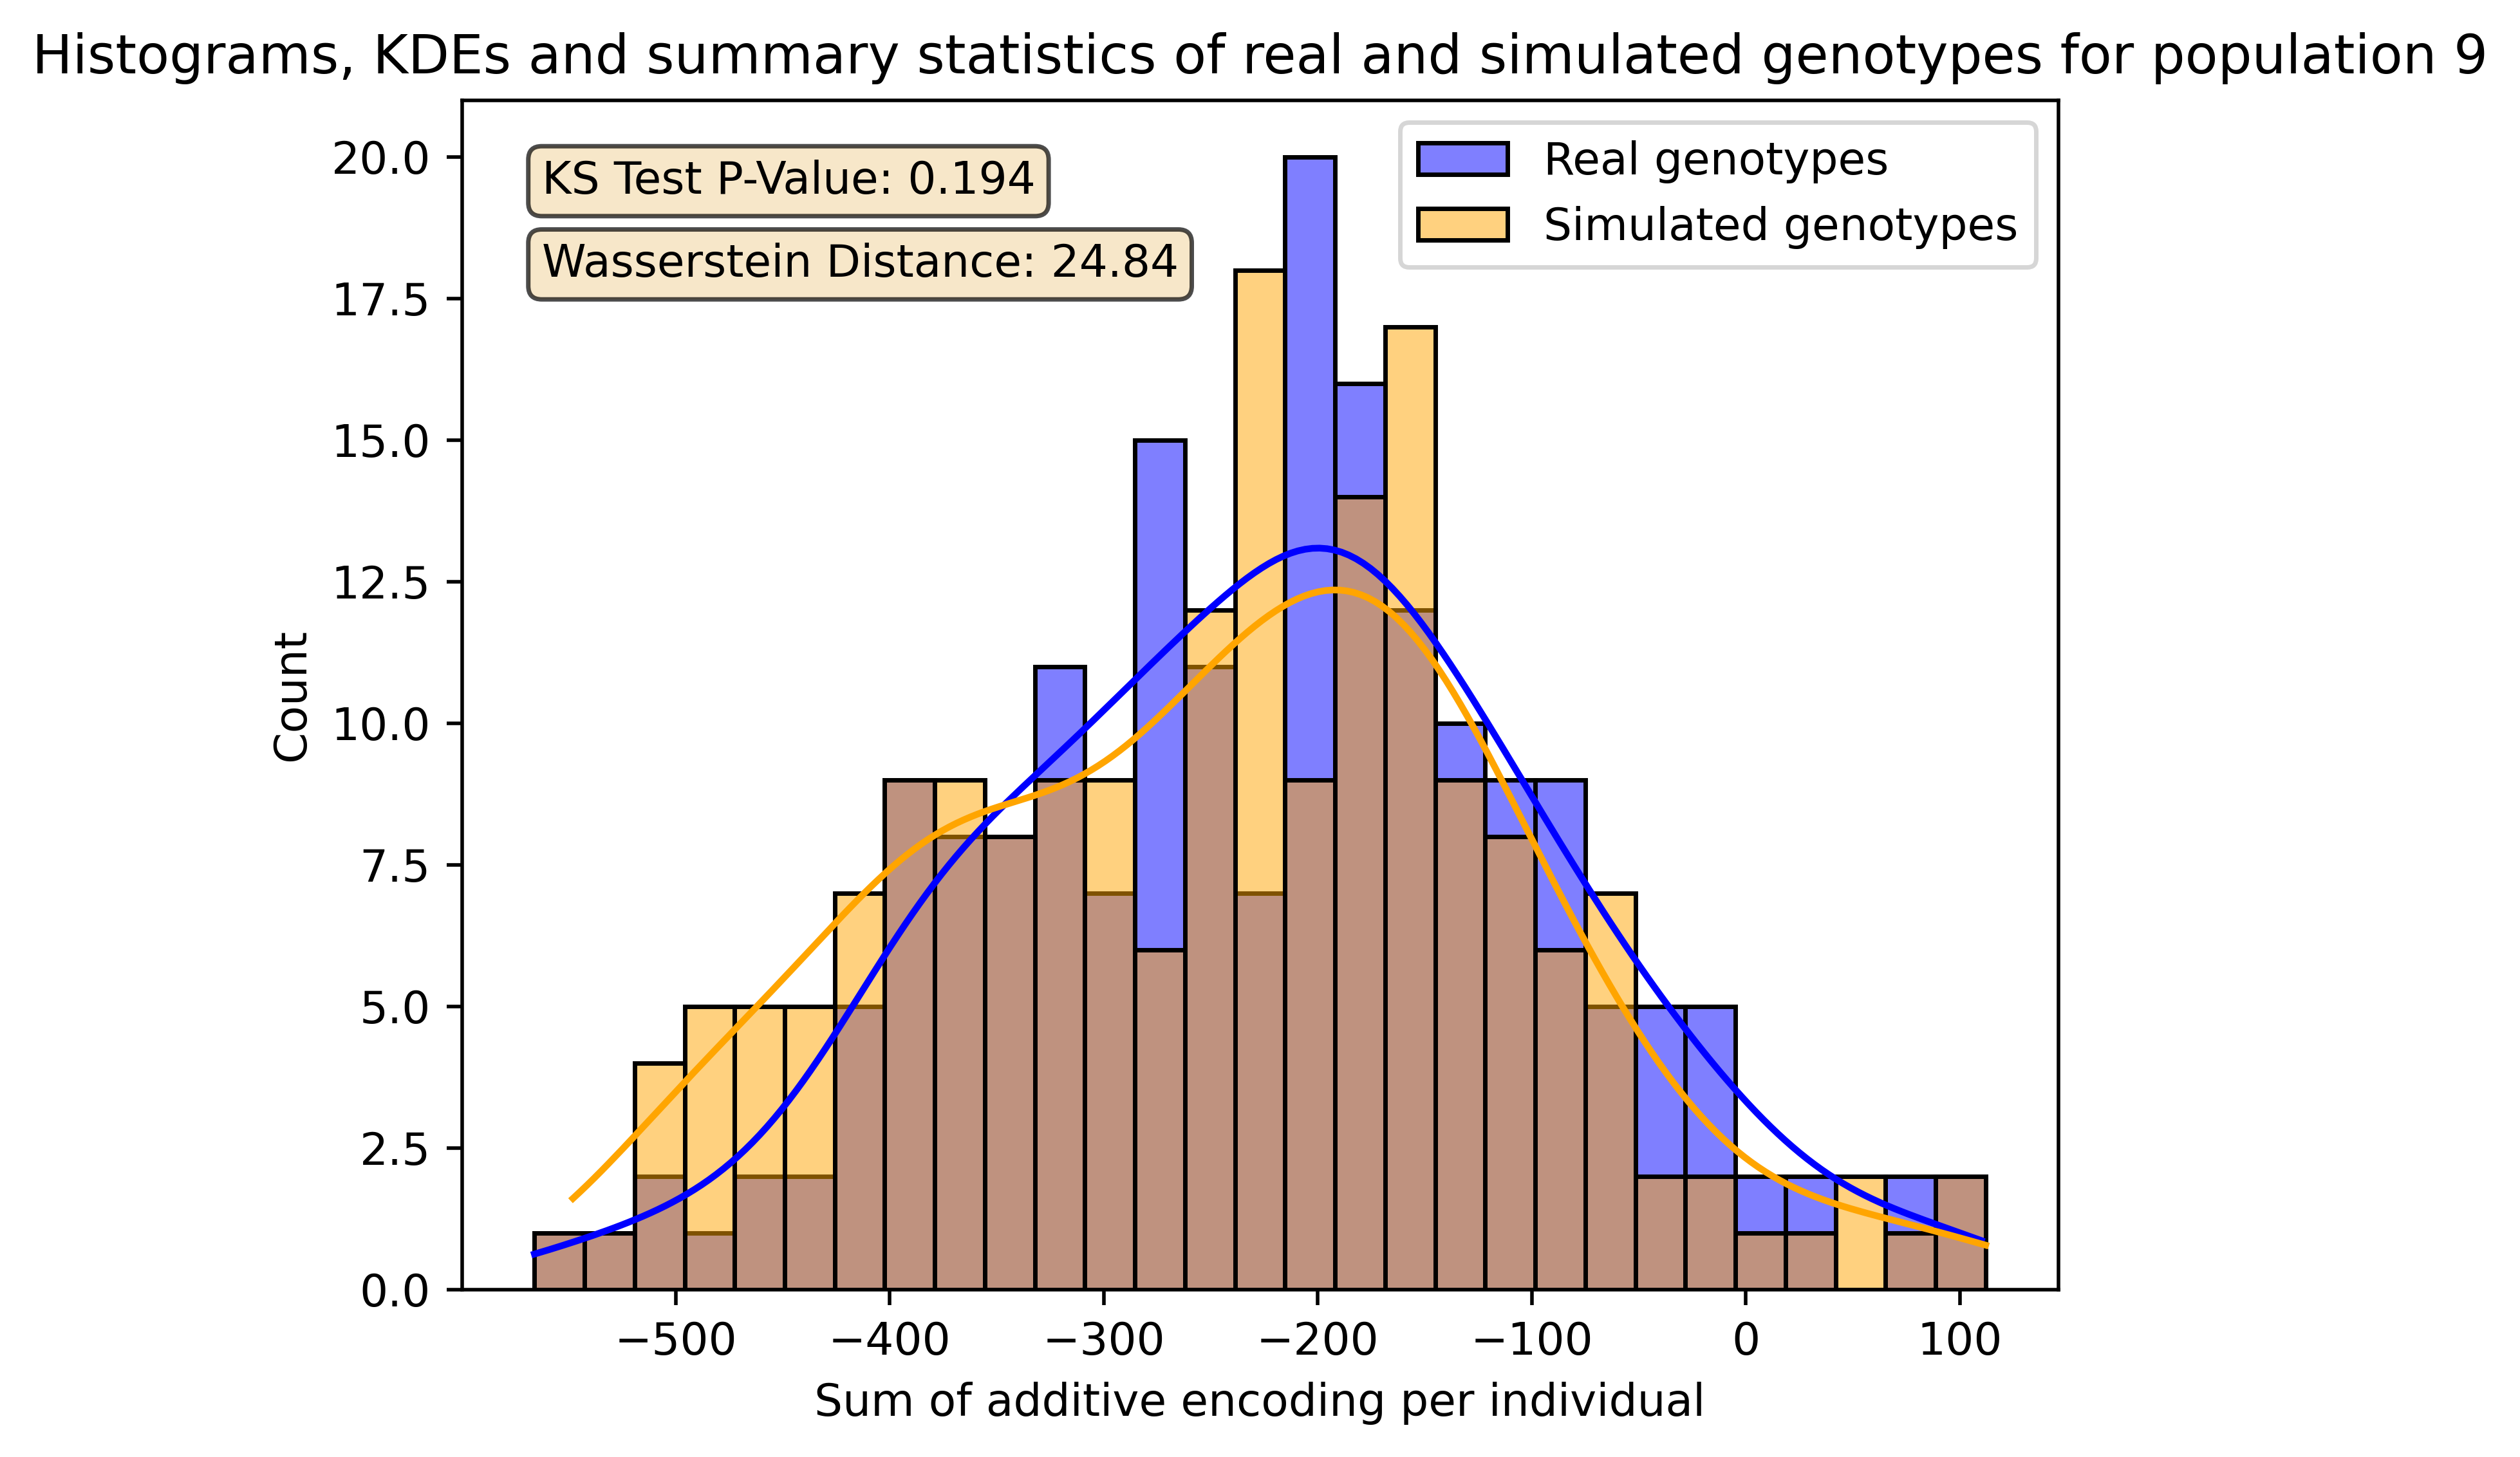 Histograms, KDEs and summary statistics of real and simulated genotypes for population 9
KS Test P-Value: 0.194
Wasserstein Distance: 24.84
Real genotypes
Simulated genotypes
Count
20.0
17.5
15.0
12.5
10.0
7.5
5.0
2.5
0.0
−500 −400 −300 −200 −100 0 100
Sum of additive encoding per individual